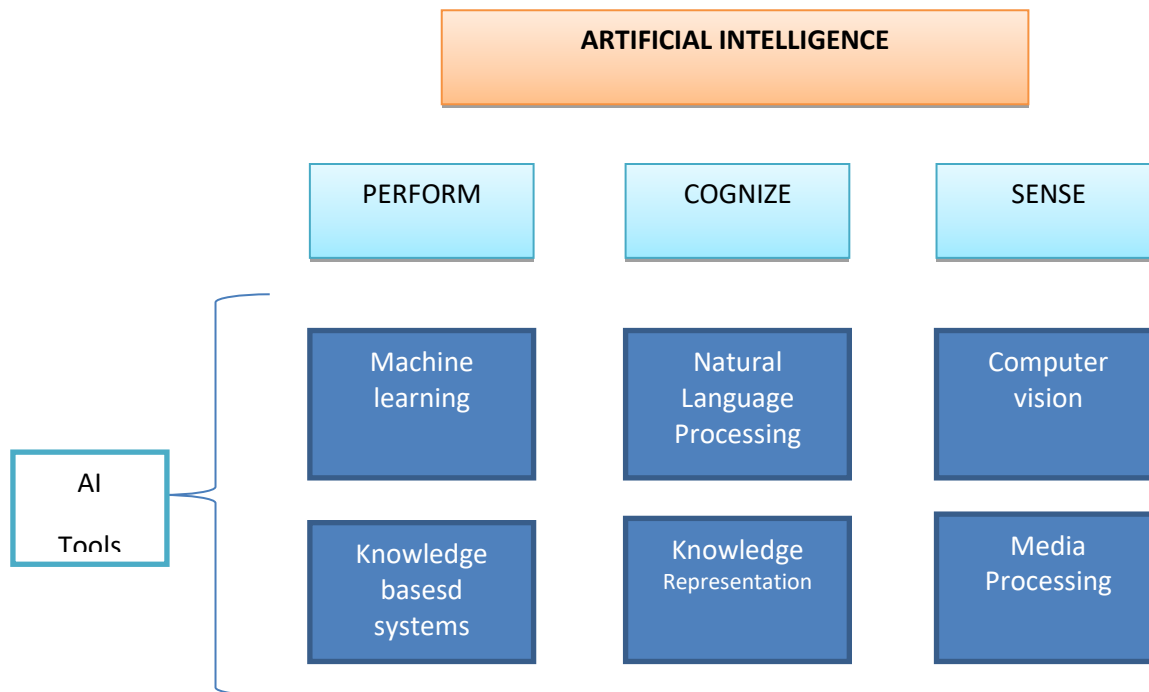 ARTIFICIAL INTELLIGENCE
PERFORM
COGNIZE
SENSE
Machine
learning
Natural
Language
Processing
Computer
vision
AI
Tools
Knowledge
basesd
systems
Knowledge
Representation
Media
Processing